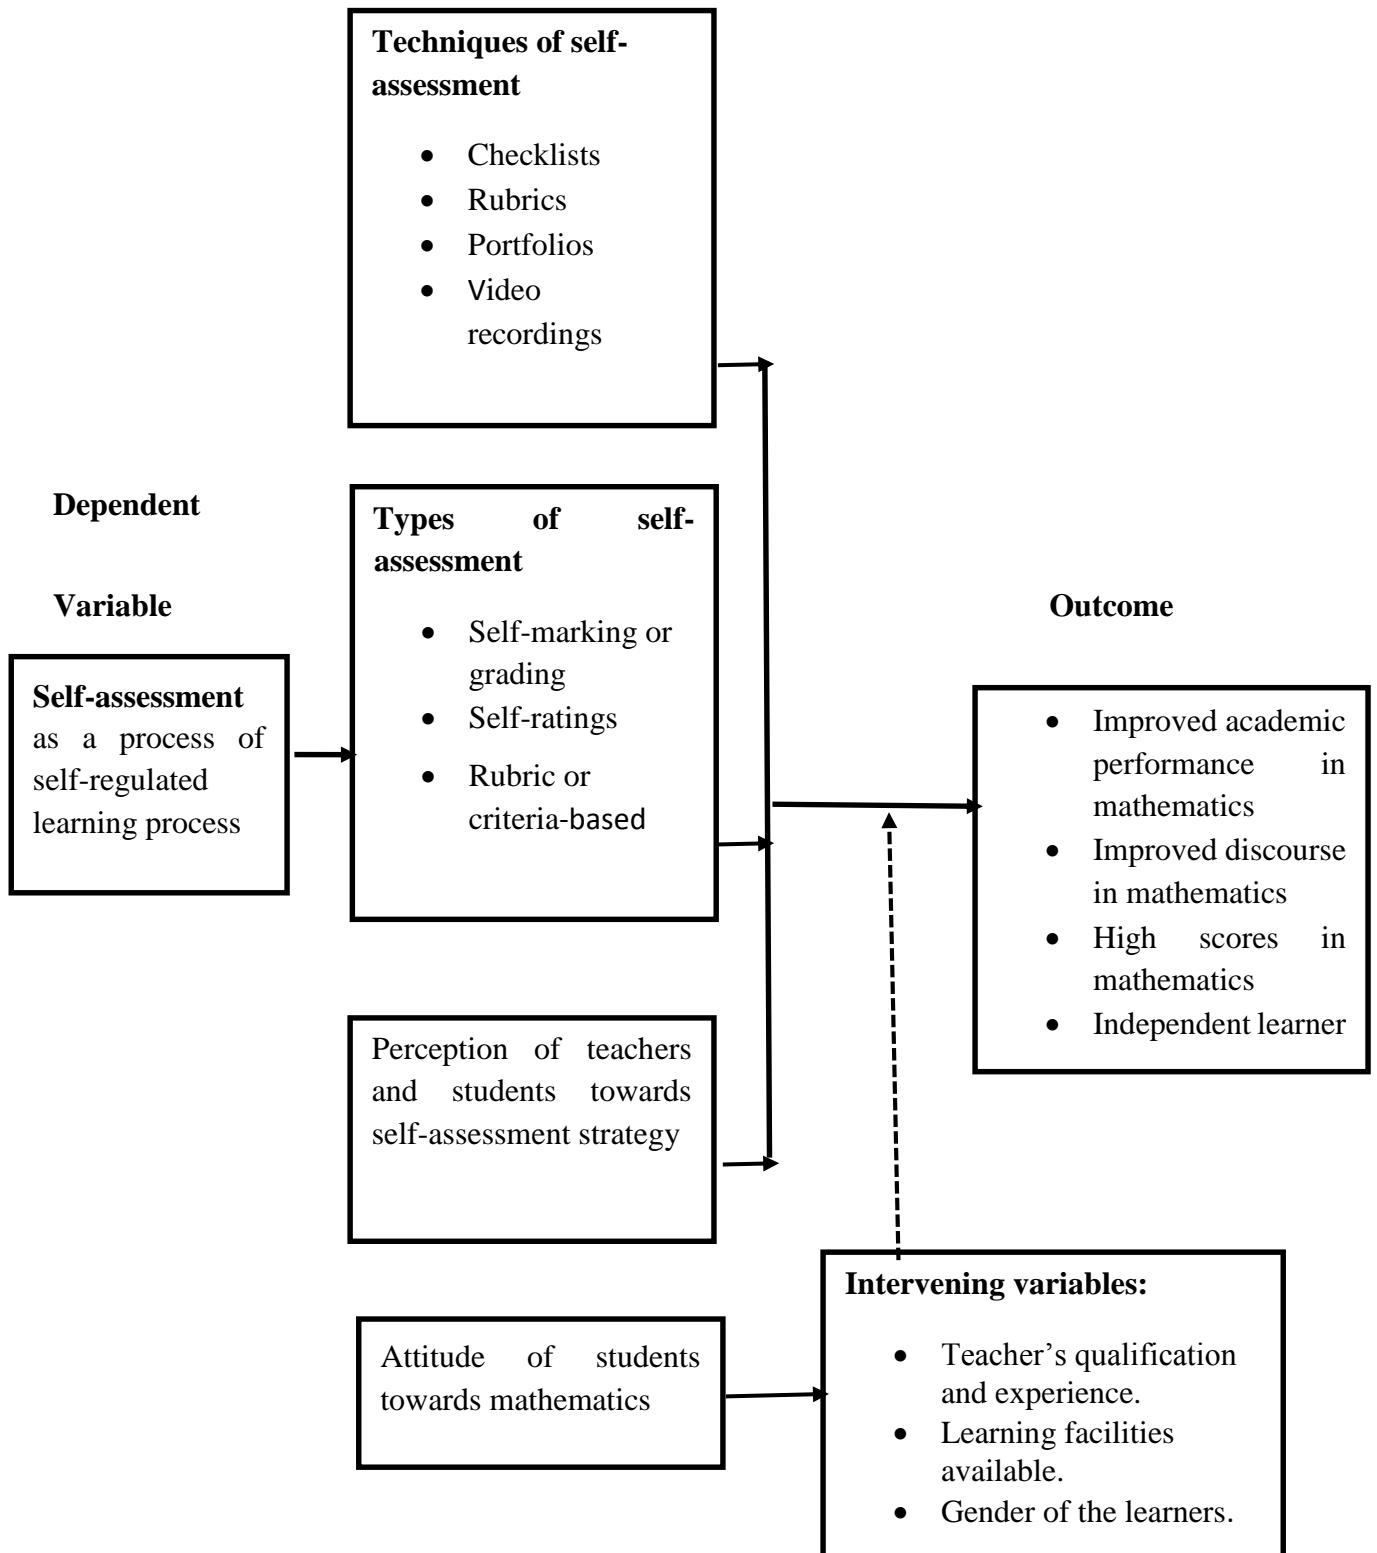 Techniques of self-
assessment
• Checklists
• Rubrics
• Portfolios
• Video
recordings
Dependent
Variable
Self-assessment
as a process of
self-regulated
learning process
Types of self-
assessment
• Self-marking or
grading
• Self-ratings
• Rubric or
criteria-based
Outcome
• Improved academic
performance in
mathematics
• Improved discourse
in mathematics
• High scores in
mathematics
• Independent learner
Perception of teachers
and students towards
self-assessment strategy
Attitude of students
towards mathematics
Intervening variables:
• Teacher’s qualification
and experience.
• Learning facilities
available.
• Gender of the learners.